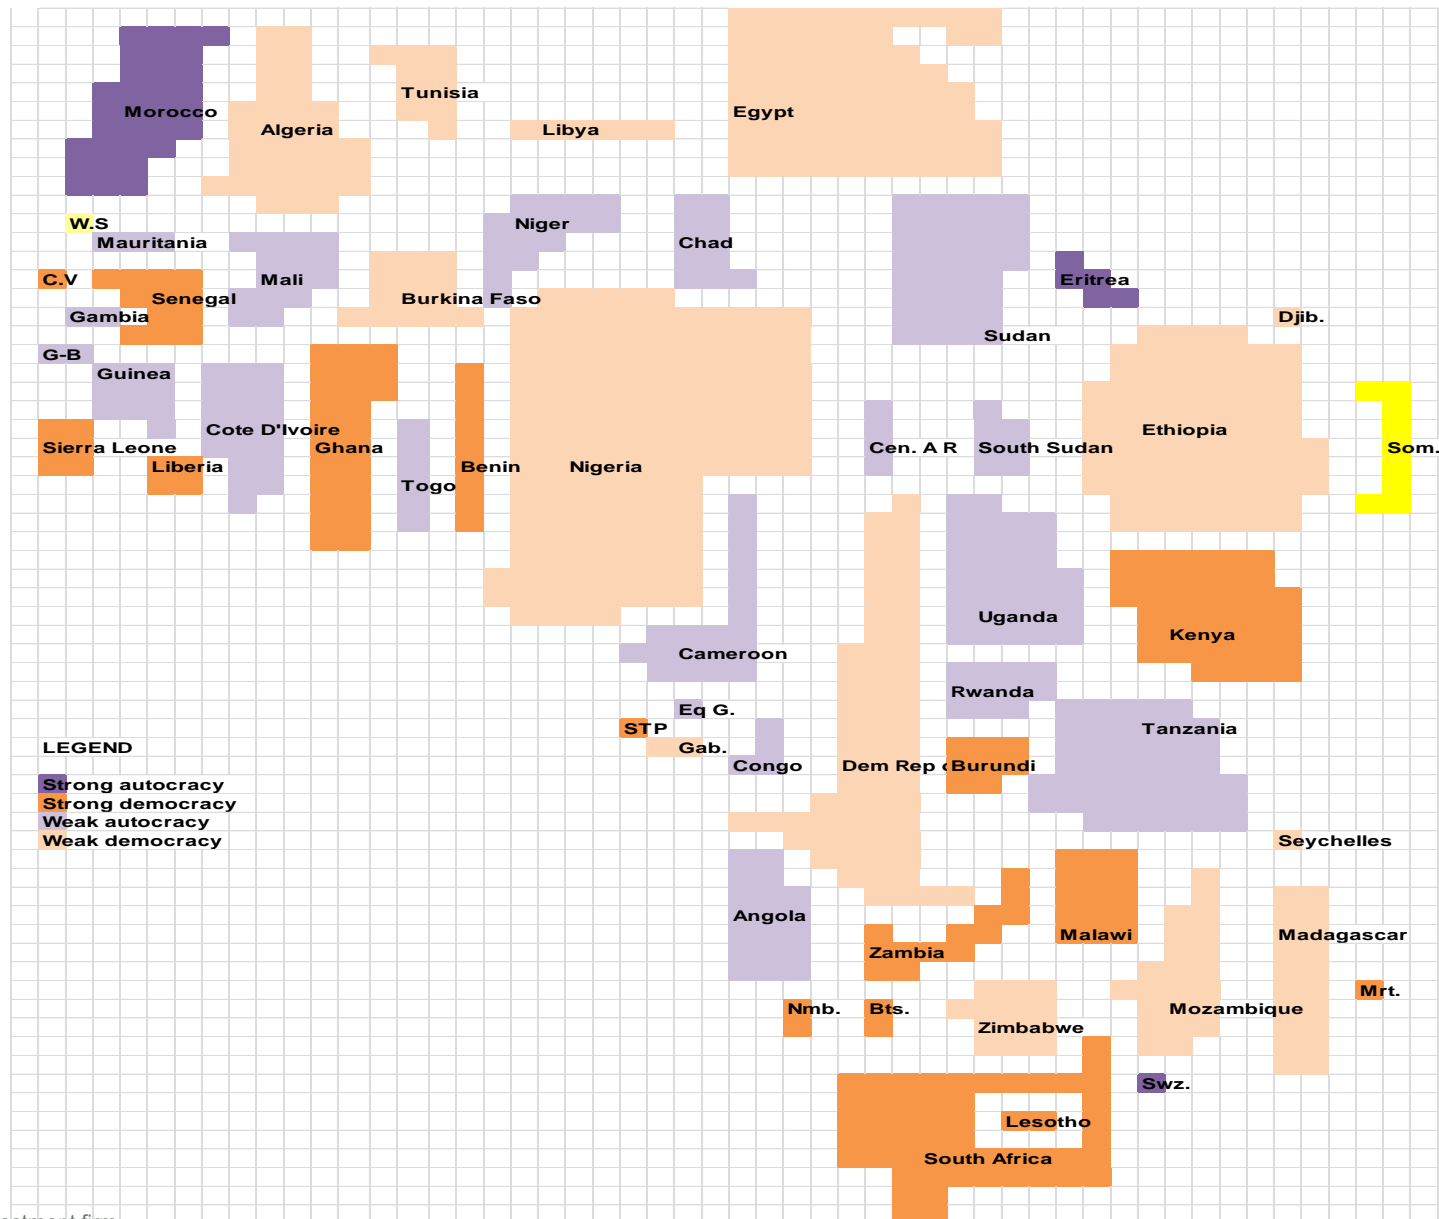 Morocco
Algeria
Tunisia
Libya
Egypt
W.S
Mauritania
Niger
Chad
C.V
Senegal
Mali
Burkina Faso
Eritrea
Gambia
Sudan
Djib.
G-B
Guinea
Cote D'Ivoire
Ethiopia
Sierra Leone
Liberia
Ghana
Togo
Benin
Nigeria
Cen. A R
South Sudan
Som.
Uganda
Kenya
Cameroon
Rwanda
Eq G.
STP
Gab.
Congo
Dem Rep
Burundi
Tanzania
LEGEND
Strong autocracy
Strong democracy
Weak autocracy
Weak democracy
Seychelles
Angola
Zambia
Malawi
Madagascar
Mrt.
Nmb.
Bts.
Zimbabwe
Mozambique
Swz.
Lesotho
South Africa